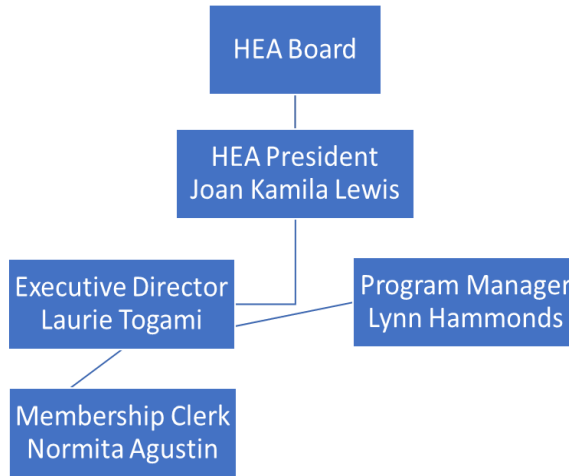 HEA Board
HEA President
Joan Kamila Lewis
Executive Director
Laurie Togami
Program Manager
Lynn Hammonds
Membership Clerk
Normita Agustin